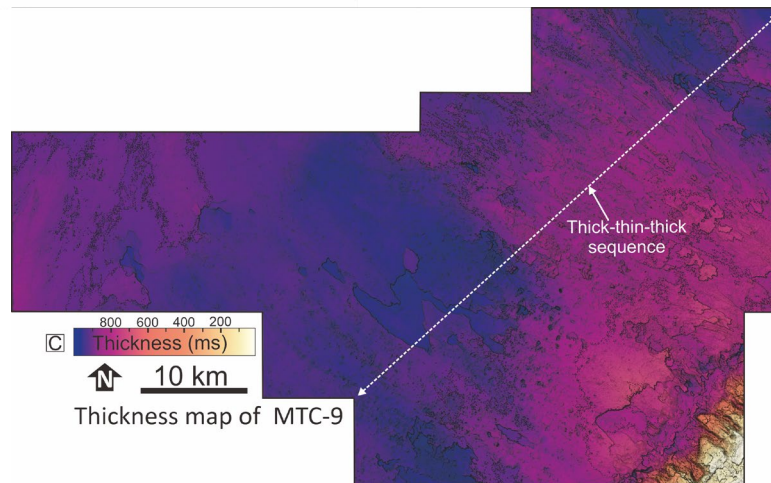 Thick-thin-thick
sequence
800 600 400 200
C Thickness (ms)
N 10 km
Thickness map of MTC-9